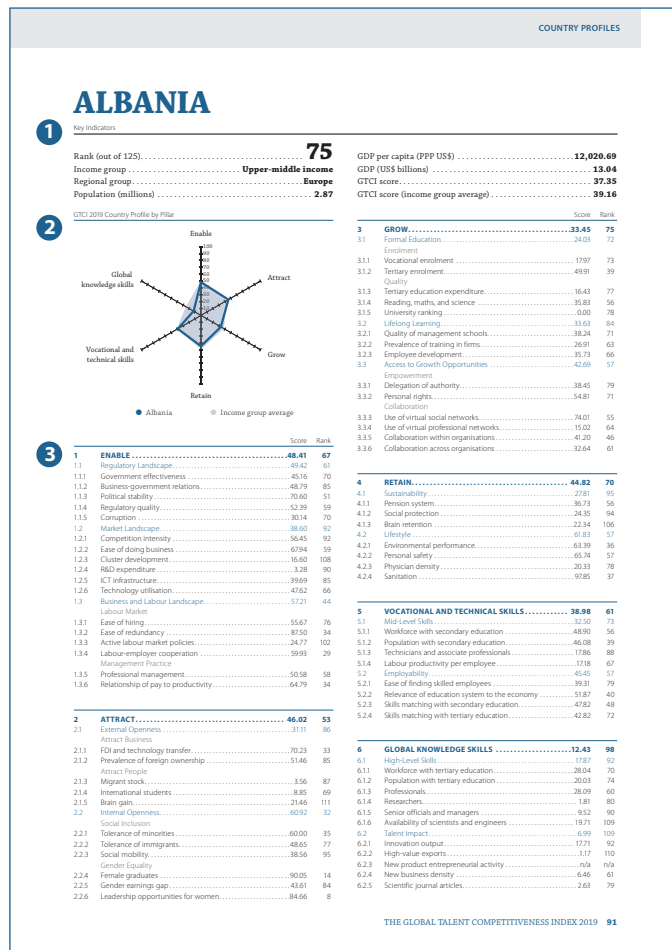 COUNTRY PROFILES
ALBANIA
1
Key Indicators
Rank (out of 125) 75
Income group Upper-middle income
Regional group Europe
Population (millions) 2.87
GDP per capita (PPP US$) 12,020.69
GDP (US$ billions) 13.04
GTCI score 37.35
GTCI score (income group average) 39.16
2
GTCI 2019 Country Profile by Pillar
Enable
100
90
80
70
60
50
Attract
Grow
Retain
Vocational and
technical skills
Global
knowledge skills
Albania
Income group average
3
Score Rank
1 ENABLE 48.41 67
1.1 Regulatory Landscape 49.42 61
1.1.1 Government effectiveness 45.16 70
1.1.2 Business-government relations 48.79 85
1.1.3 Political stability 70.60 51
1.1.4 Regulatory quality 52.39 59
1.1.5 Corruption 30.14 70
1.2 Market Landscape 38.60 92
1.2.1 Competition intensity 56.45 92
1.2.2 Ease of doing business 67.94 59
1.2.3 Cluster development 16.60 108
1.2.4 R&D expenditure 3.28 90
1.2.5 ICT infrastructure 39.69 85
1.2.6 Technology utilisation 47.62 66
1.3 Business and Labour Landscape 57.21 44
Labour Market
1.3.1 Ease of hiring 55.67 76
1.3.2 Ease of redundancy 87.50 34
1.3.3 Active labour market policies 24.77 102
1.3.4 Labour-employer cooperation 59.93 29
Management Practice
1.3.5 Professional management 50.58 58
1.3.6 Relationship of pay to productivity 64.79 34
2 ATTRACT 46.02 53
2.1 External Openness 31.11 86
Attract Business
2.1.1 FDI and technology transfer 70.23 33
2.1.2 Prevalence of foreign ownership 51.46 85
Attract People
2.1.3 Migrant stock 3.56 87
2.1.4 International students 8.85 69
2.1.5 Brain gain 21.46 111
2.2 Internal Openness 60.92 32
Social Inclusion
2.2.1 Tolerance of minorities 60.00 35
2.2.2 Tolerance of immigrants 48.65 77
2.2.3 Social mobility 38.56 95
Gender Equality
2.2.4 Female graduates 90.05 14
2.2.5 Gender earnings gap 43.61 84
2.2.6 Leadership opportunities for women 84.66 8
Score Rank
3 GROW 33.45 75
3.1 Formal Education 24.03 72
Enrolment
3.1.1 Vocational enrolment 17.97 73
3.1.2 Tertiary enrolment 49.91 39
Quality
3.1.3 Tertiary education expenditure 16.43 77
3.1.4 Reading, maths, and science 35.83 56
3.1.5 University ranking 0.00 78
3.2 Lifelong Learning 33.63 84
3.2.1 Quality of management schools 38.24 71
3.2.2 Prevalence of training in firms 26.91 63
3.2.3 Employee development 35.73 66
3.3 Access to Growth Opportunities 42.69 57
Empowerment
3.3.1 Delegation of authority 38.45 79
3.3.2 Personal rights 54.81 71
Collaboration
3.3.3 Use of virtual social networks 74.01 55
3.3.4 Use of virtual professional networks 15.02 64
3.3.5 Collaboration within organisations 41.20 46
3.3.6 Collaboration across organisations 32.64 61
4 RETAIN 44.82 70
4.1 Sustainability 27.81 95
4.1.1 Pension system 36.73 56
4.1.2 Social protection 24.35 94
4.1.3 Brain retention 22.34 106
4.2 Lifestyle 61.83 57
4.2.1 Environmental performance 63.39 36
4.2.2 Personal safety 65.74 57
4.2.3 Physician density 20.33 78
4.2.4 Sanitation 97.85 37
5 VOCATIONAL AND TECHNICAL SKILLS 38.98 61
5.1 Mid-Level Skills 32.50 73
5.1.1 Workforce with secondary education 48.90 56
5.1.2 Population with secondary education 46.08 39
5.1.3 Technicians and associate professionals 17.86 88
5.1.4 Labour productivity per employee 17.18 67
5.2 Employability 45.45 57
5.2.1 Ease of finding skilled employees 39.31 79
5.2.2 Relevance of education system to the economy 51.87 40
5.2.3 Skills matching with secondary education 47.82 48
5.2.4 Skills matching with tertiary education 42.82 72
6 GLOBAL KNOWLEDGE SKILLS 12.43 98
6.1 High-Level Skills 17.87 92
6.1.1 Workforce with tertiary education 28.04 70
6.1.2 Population with tertiary education 20.03 74
6.1.3 Professionals 28.09 60
6.1.4 Researchers 1.81 80
6.1.5 Senior officials and managers 9.52 90
6.1.6 Availability of scientists and engineers 19.71 109
6.2 Talent Impact 6.99 109
6.2.1 Innovation output 17.71 92
6.2.2 High-value exports 1.17 110
6.2.3 New product entrepreneurial activity n/a n/a
6.2.4 New business density 6.46 61
6.2.5 Scientific journal articles 2.63 79
THE GLOBAL TALENT COMPETITIVENESS INDEX 2019 91